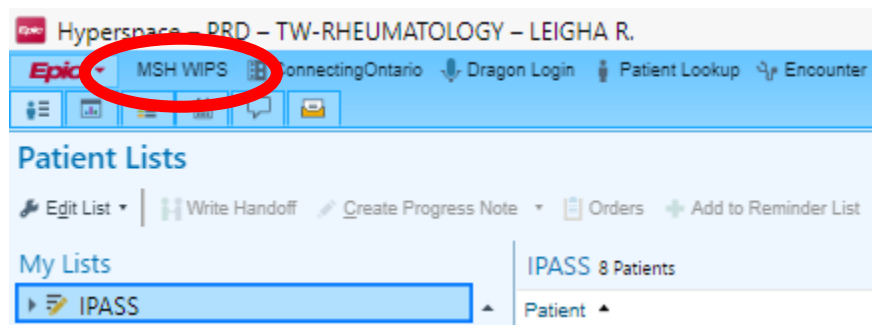 Epic Hyperspace – PRD – TW-RHEUMATOLOGY – LEIGHA R.
Epic MSH WIPS ConnectingOntario Dragon Login Patient Lookup Encounter
Patient Lists
Edit List Write Handoff Create Progress Note Orders Add to Reminder List
My Lists
IPASS 8 Patients
IPASS
Patient